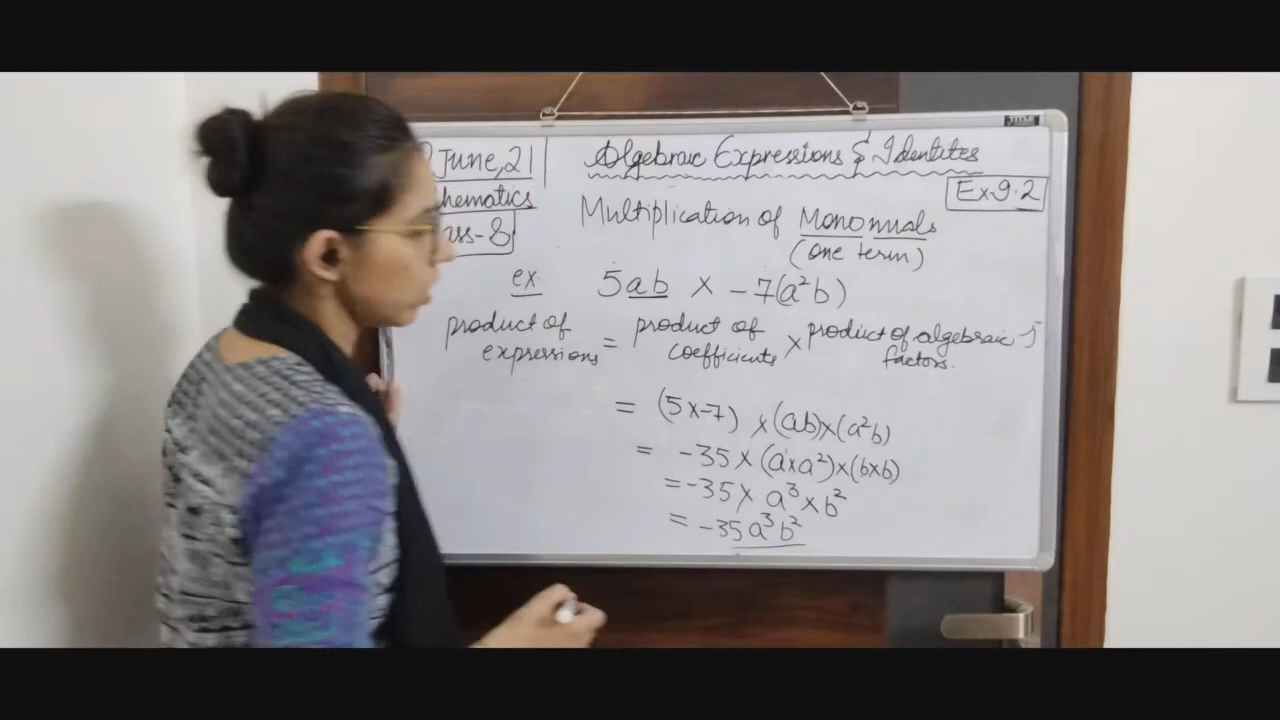 June, 21
Algebraic Expressions & Identites
Ex-9.2
hematics
ss-8
Multiplication of Monomials
(one term)
ex 5ab × -7(a²b)
product of expressions = product of coefficients × product of algebraic factors.
= (5×-7) × (ab)×(a²b)
= -35 × (a×a²)×(b×b)
= -35 × a³ × b²
= -35a³b²